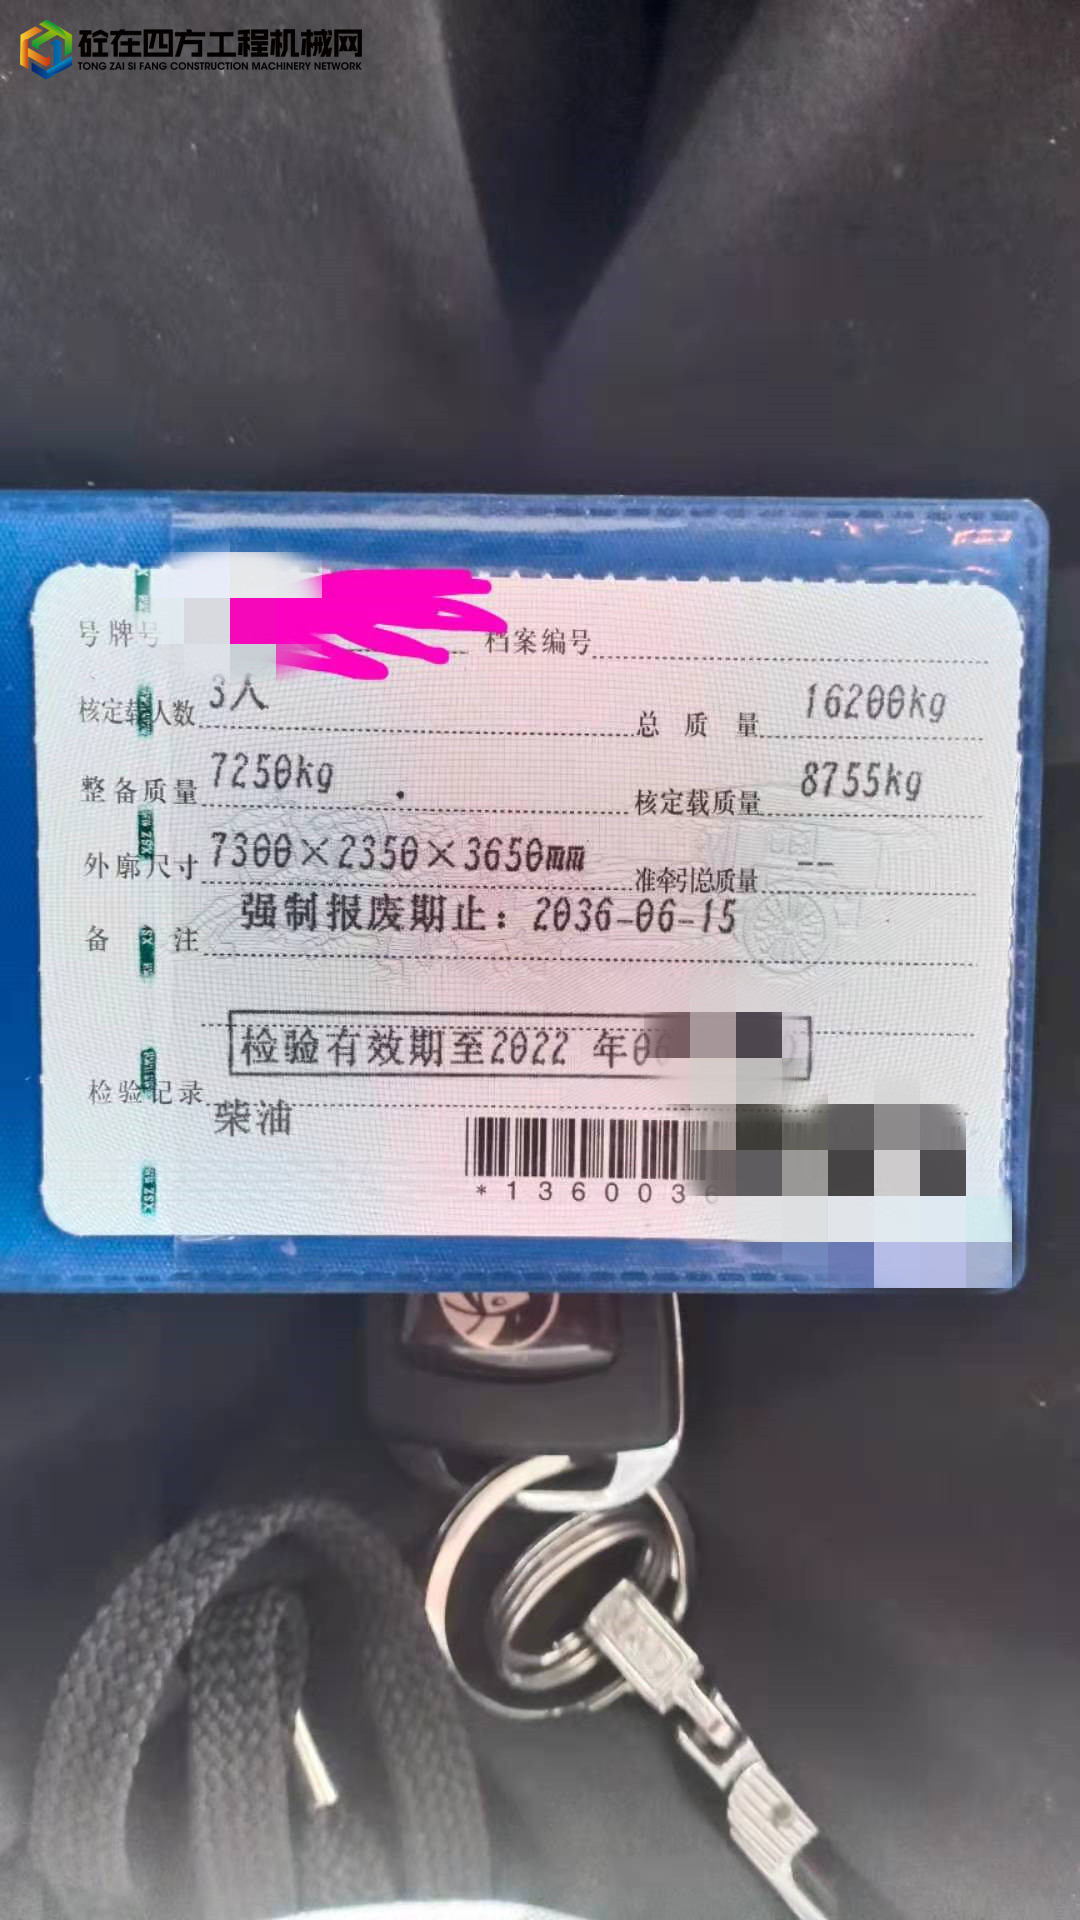 砼在四方工程机械网
TONG ZAI SI FANG CONSTRUCTION MACHINERY NETWORK
号牌号 档案编号
核定载人数 3人 总质量 16200kg
整备质量 7250kg 核定载质量 8755kg
外廓尺寸 7300×2350×3650mm 准牵引总质量 --
备注 强制报废期止：2036-06-15
检验有效期至2022 年0
检验记录
柴油
*136003